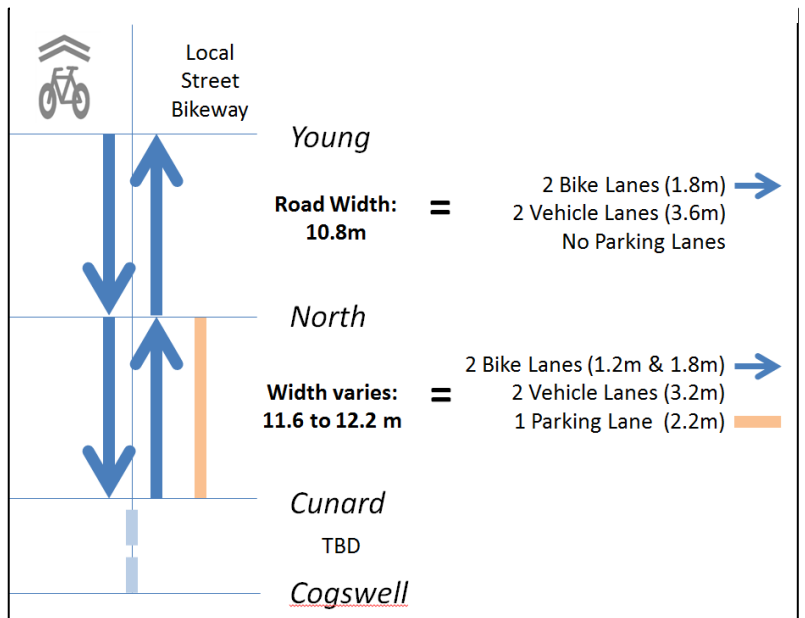 Local
Street
Bikeway
Young
Road Width:
10.8m
=
2 Bike Lanes (1.8m)
2 Vehicle Lanes (3.6m)
No Parking Lanes
North
Width varies:
11.6 to 12.2 m
=
2 Bike Lanes (1.2m & 1.8m)
2 Vehicle Lanes (3.2m)
1 Parking Lane (2.2m)
Cunard
TBD
Cogswell